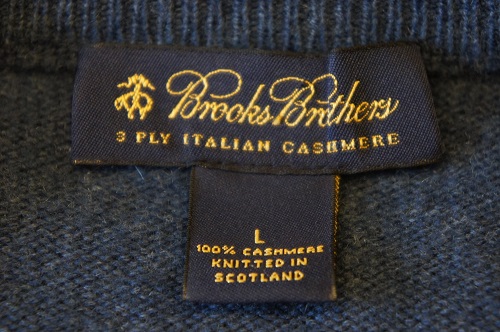 Brooks Brothers
3 PLY ITALIAN CASHMERE
L
100% CASHMERE
KNITTED IN
SCOTLAND